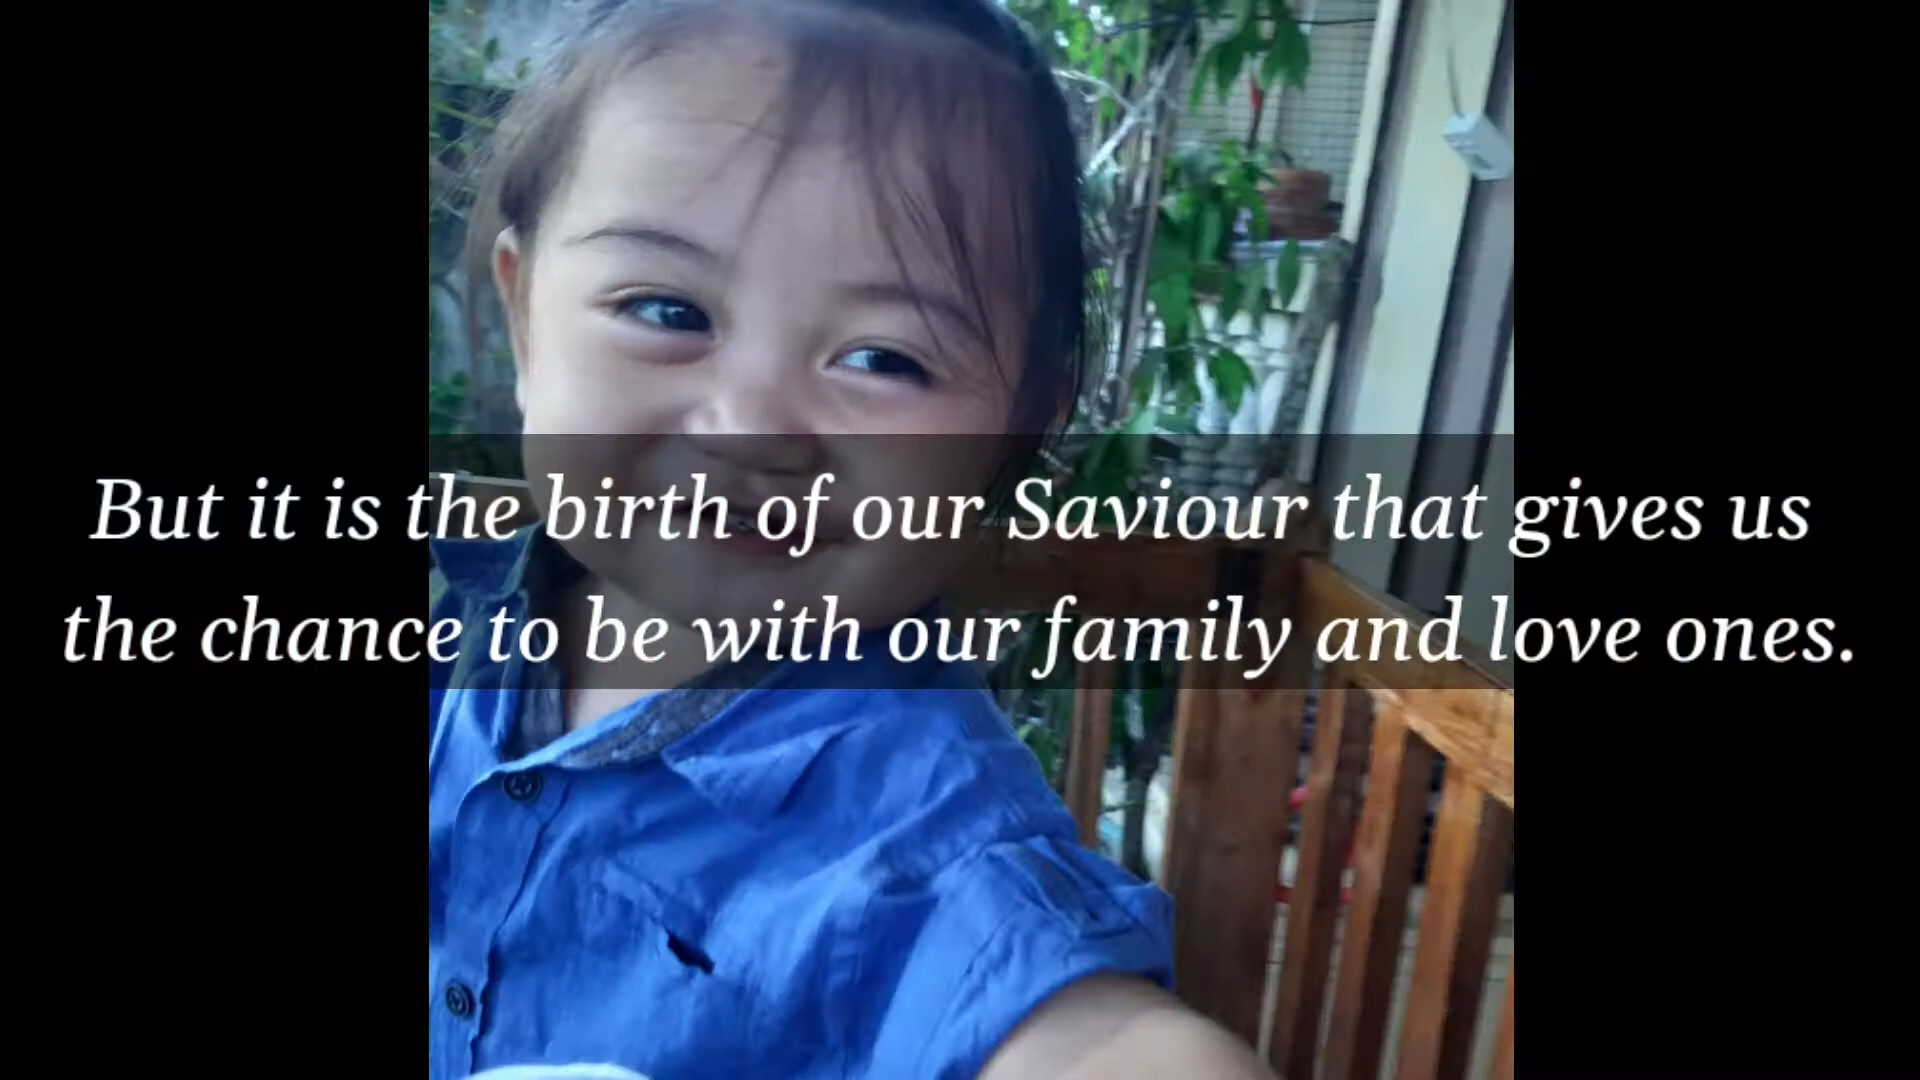 But it is the birth of our Saviour that gives us
the chance to be with our family and love ones.